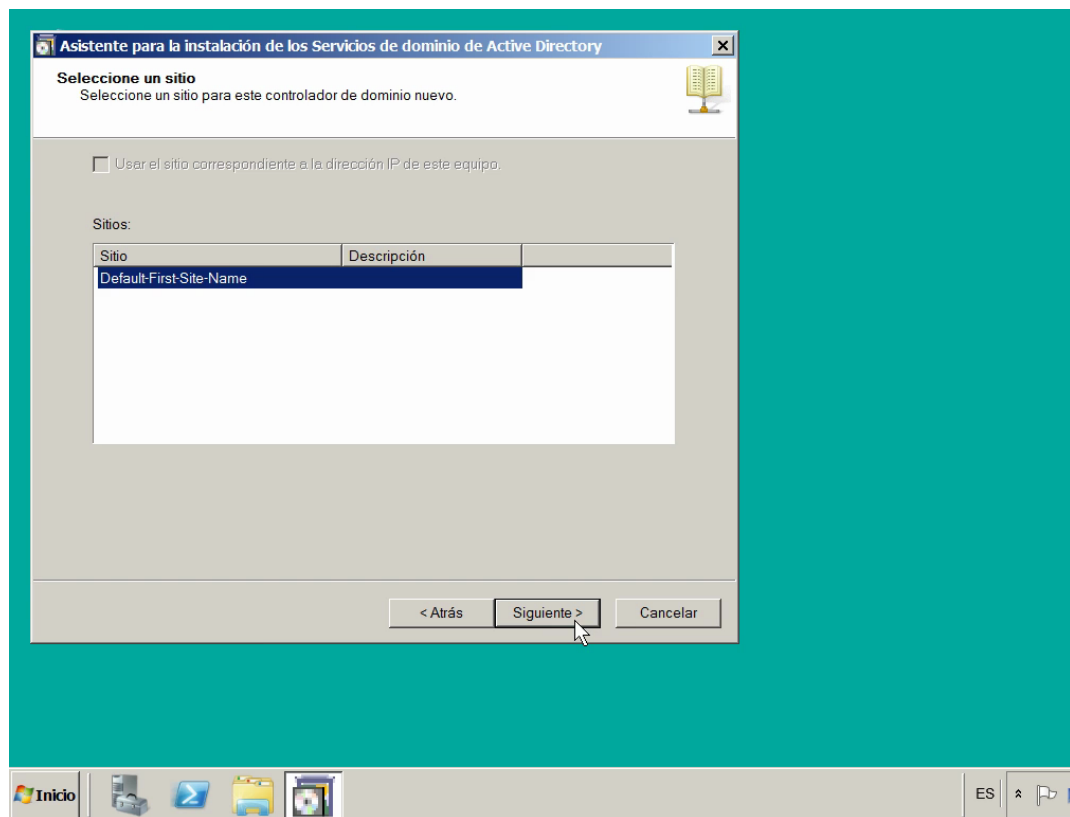 Asistente para la instalación de los Servicios de dominio de Active Directory
Seleccione un sitio
Seleccione un sitio para este controlador de dominio nuevo.
Usar el sitio correspondiente a la dirección IP de este equipo.
Sitios:
Sitio Descripción
Default-First-Site-Name
< Atrás Siguiente > Cancelar
Inicio ES